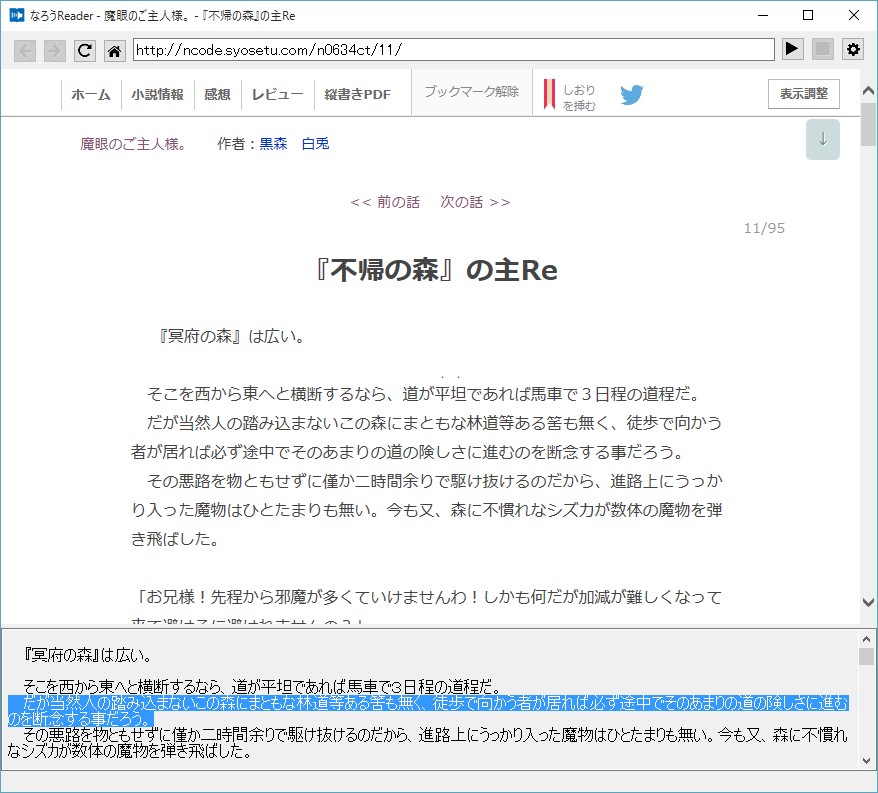 なろうReader - 魔眼のご主人様。 - 『不帰の森』の主Re
http://ncode.syosetu.com/n0634ct/11/
ホーム 小説情報 感想 レビュー 縦書きPDF ブックマーク解除 しおりを挿む 表示調整
魔眼のご主人様。 作者：黒森 白兎
↓
<< 前の話 次の話 >>
11/95
『不帰の森』の主Re
『冥府の森』は広い。
そこを西から東へと横断するなら、道が平坦であれば馬車で３日程の道程だ。
だが当然人の踏み込まないこの森にまともな林道等ある筈も無く、徒歩で向かう
者が居れば必ず途中でそのあまりの道の険しさに進むのを断念する事だろう。
その悪路を物ともせずに僅か二時間余りで駆け抜けるのだから、進路上にうっか
り入った魔物はひとたまりも無い。今も又、森に不慣れなシズカが数体の魔物を弾
き飛ばした。
「お兄様！先程から邪魔が多くていけませんわ！しかも何だが加減が難しくなって
『冥府の森』は広い。
そこを西から東へと横断するなら、道が平坦であれば馬車で３日程の道程だ。
だが当然人の踏み込まないこの森にまともな林道等ある筈も無く、徒歩で向かう者が居れば必ず途中でそのあまりの道の険しさに進む
のを断念する事だろう。
その悪路を物ともせずに僅か二時間余りで駆け抜けるのだから、進路上にうっかり入った魔物はひとたまりも無い。今も又、森に不慣れ
なシズカが数体の魔物を弾き飛ばした。